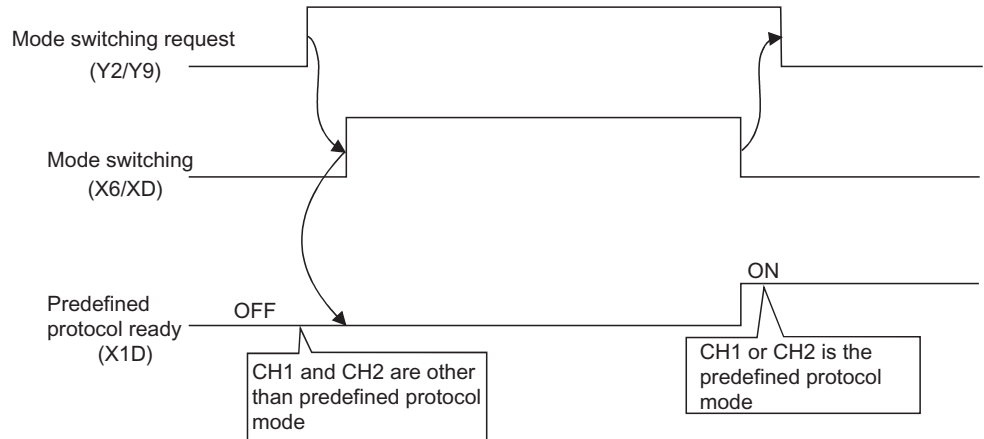 Mode switching request
(Y2/Y9)
Mode switching
(X6/XD)
Predefined
protocol ready
(X1D)
OFF
CH1 and CH2 are other
than predefined protocol
mode
ON
CH1 or CH2 is the
predefined protocol
mode